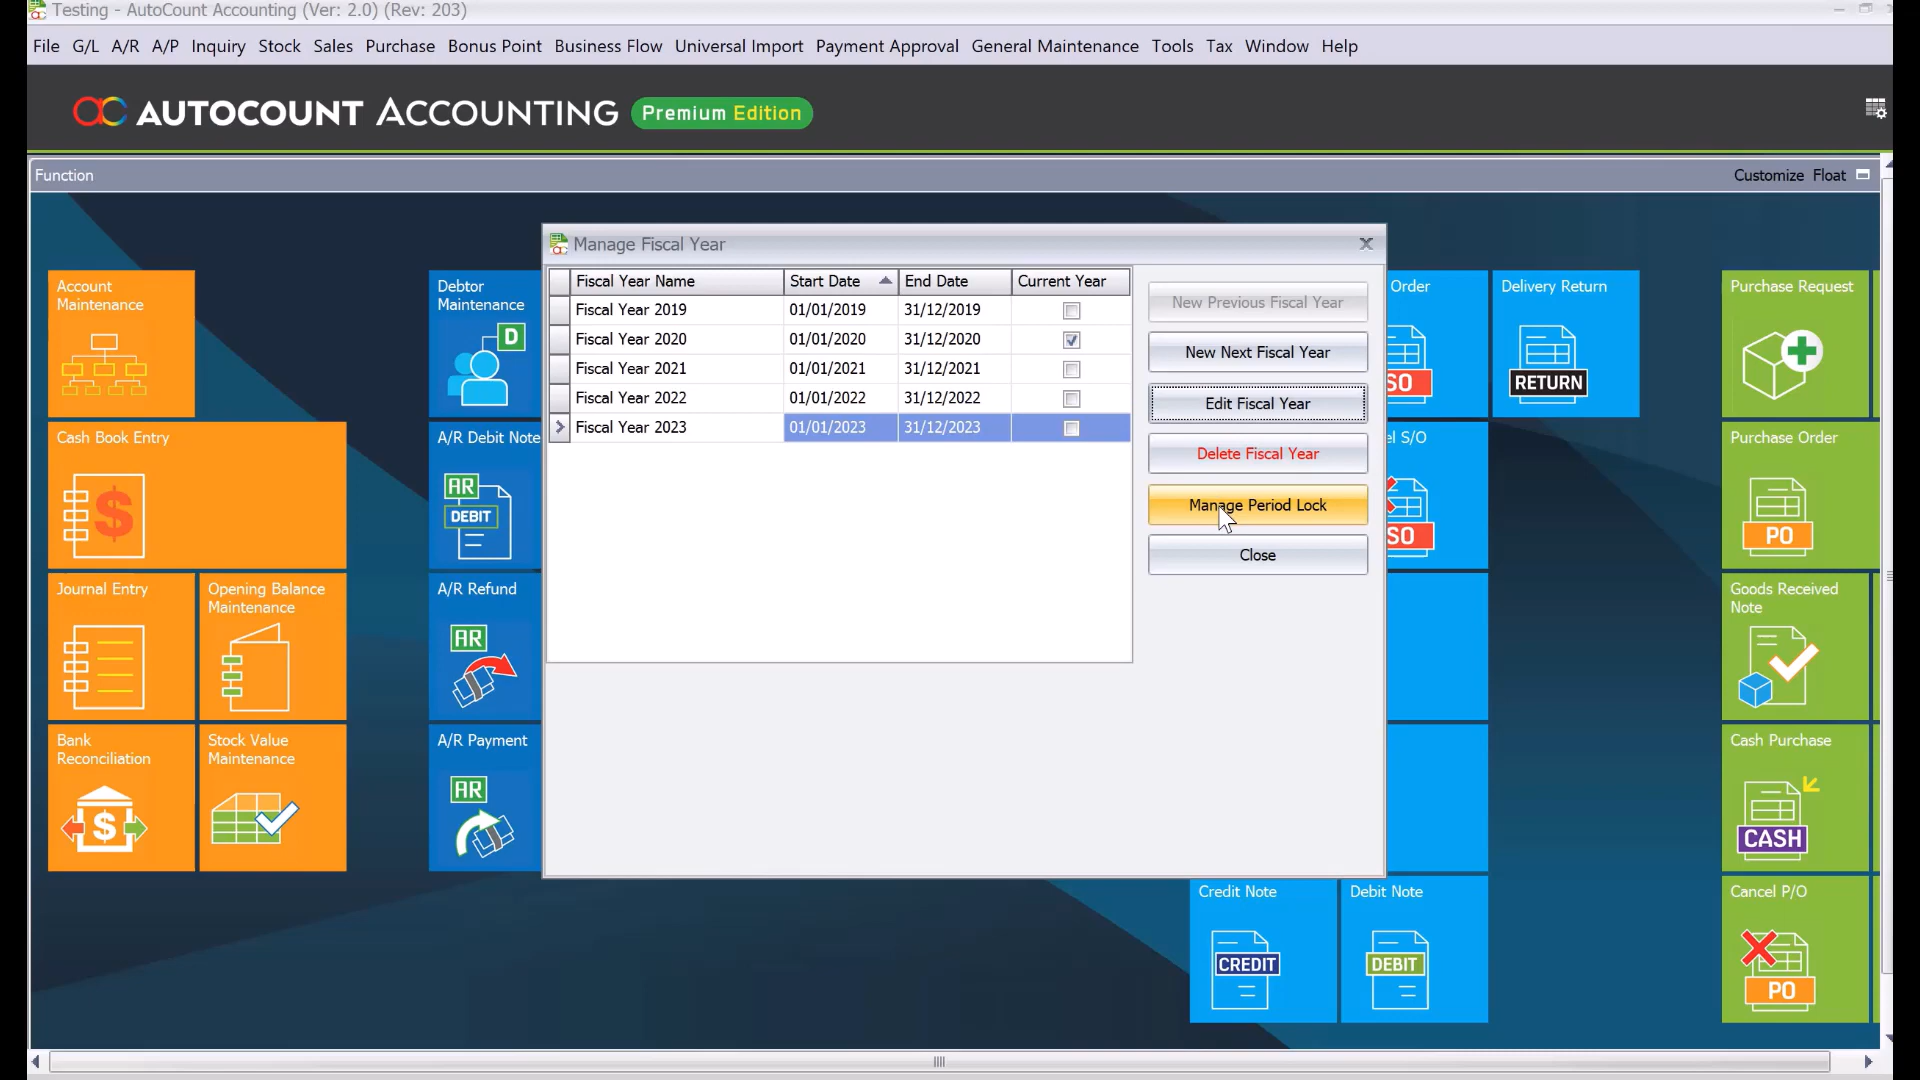 Testing - AutoCount Accounting (Ver: 2.0) (Rev: 203)
File G/L A/R A/P Inquiry Stock Sales Purchase Bonus Point Business Flow Universal Import Payment Approval General Maintenance Tools Tax Window Help
AUTOCOUNT ACCOUNTING Premium Edition
Function
Customize Float
Manage Fiscal Year
Fiscal Year Name Start Date End Date Current Year
Fiscal Year 2019 01/01/2019 31/12/2019
Fiscal Year 2020 01/01/2020 31/12/2020
Fiscal Year 2021 01/01/2021 31/12/2021
Fiscal Year 2022 01/01/2022 31/12/2022
Fiscal Year 2023 01/01/2023 31/12/2023
New Previous Fiscal Year
New Next Fiscal Year
Edit Fiscal Year
Delete Fiscal Year
Manage Period Lock
Close
Account
Maintenance
Cash Book Entry
Journal Entry
Opening Balance
Maintenance
Bank
Reconciliation
Stock Value
Maintenance
Debtor
Maintenance
D
A/R Debit Note
AR
DEBIT
A/R Refund
AR
A/R Payment
AR
Order
SO
Delivery Return
RETURN
el S/O
SO
Credit Note
CREDIT
Debit Note
DEBIT
Purchase Request
Purchase Order
PO
Goods Received
Note
Cash Purchase
CASH
Cancel P/O
PO